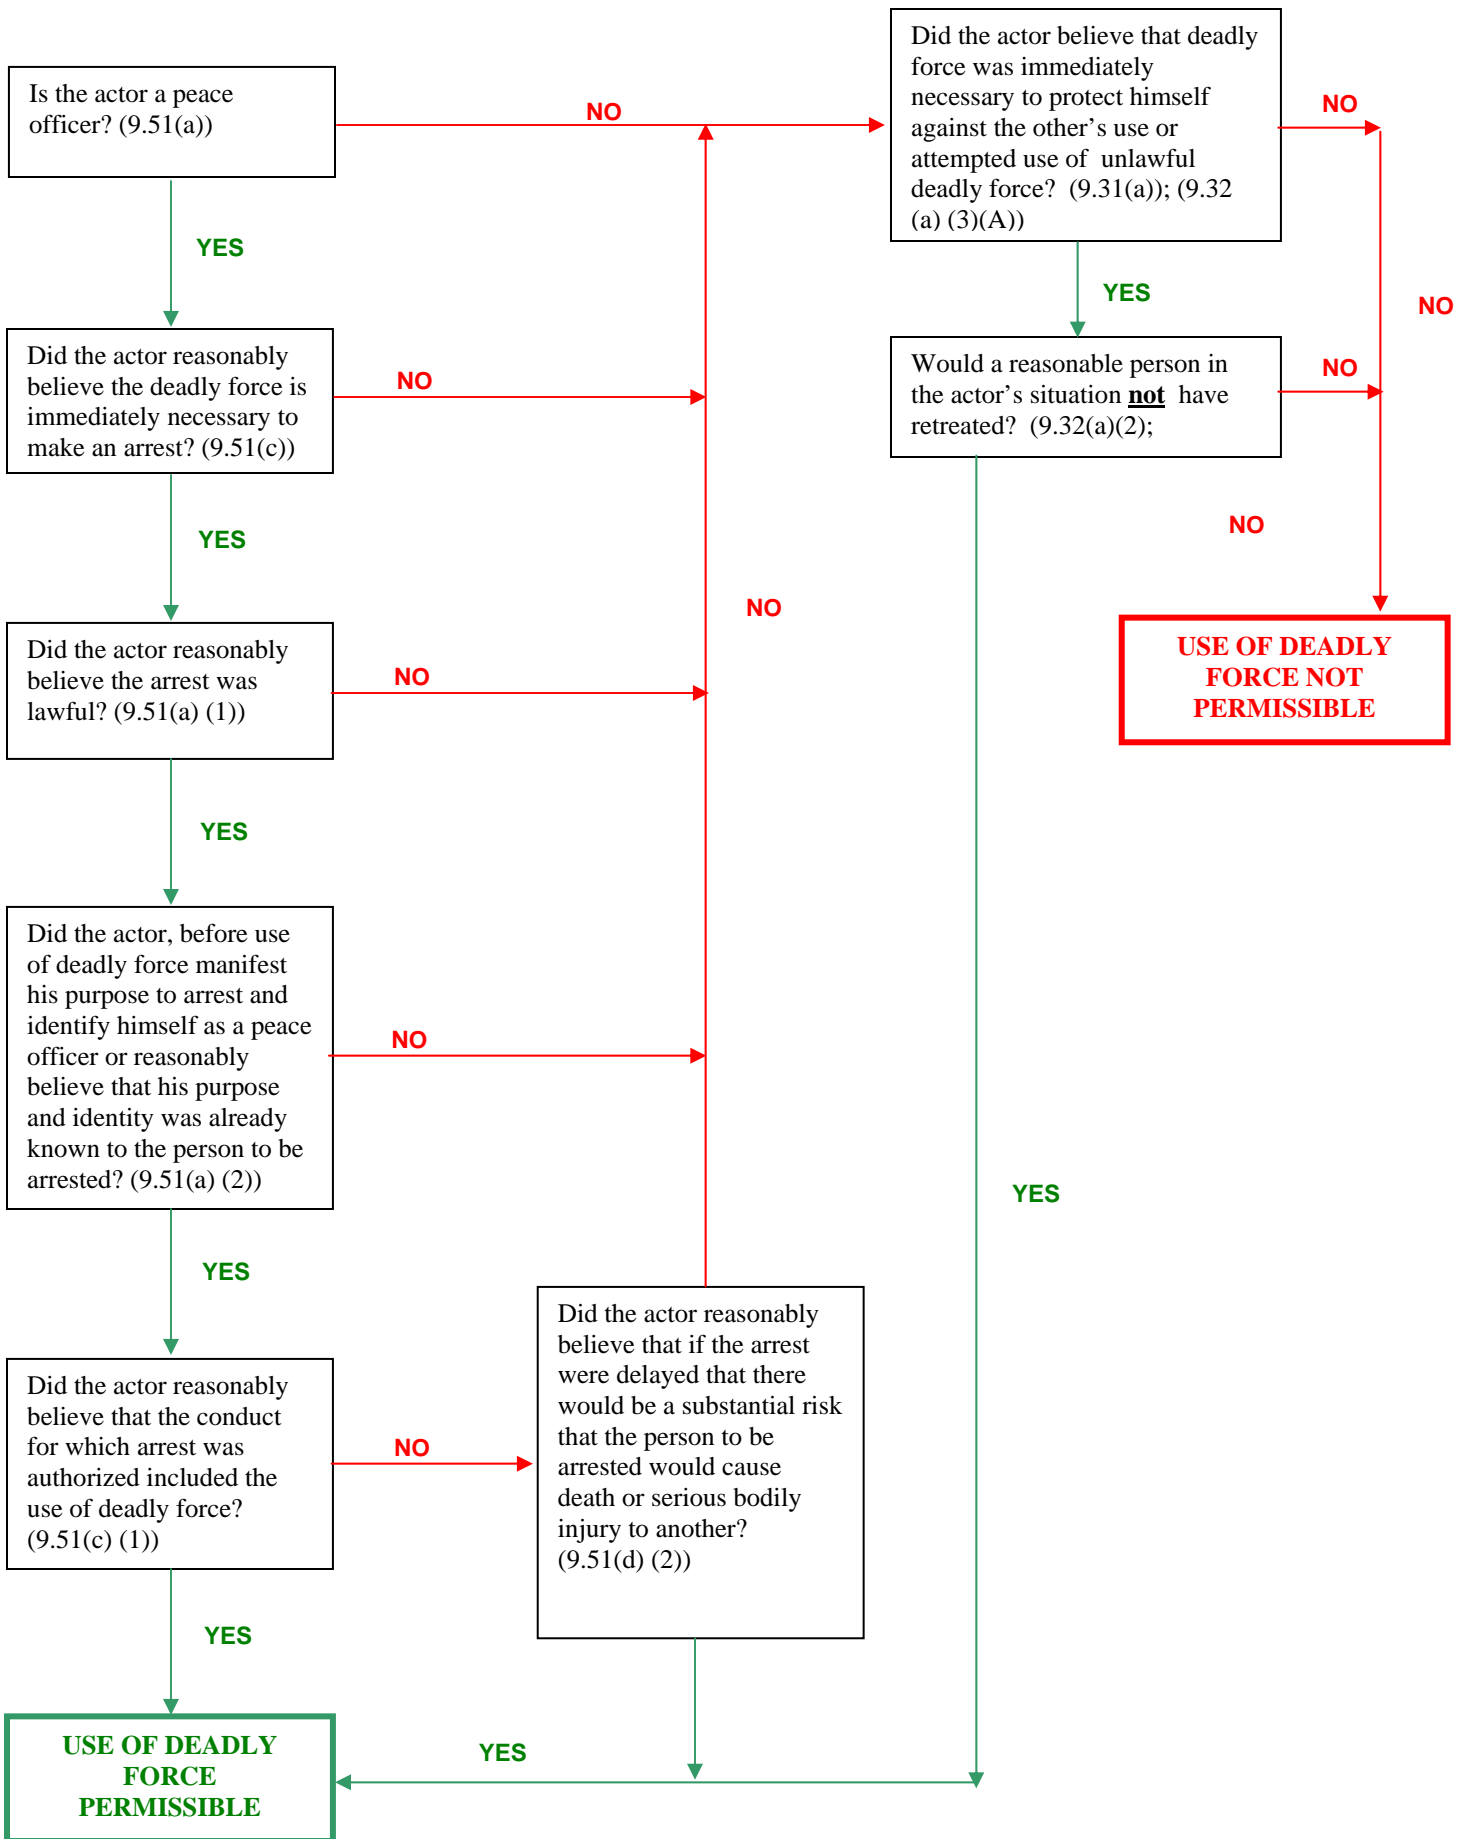 Is the actor a peace
officer? (9.51(a))
NO
Did the actor believe that deadly
force was immediately
necessary to protect himself
against the other’s use or
attempted use of unlawful
deadly force? (9.31(a)); (9.32
(a) (3)(A))
NO
YES
YES
NO
Did the actor reasonably
believe the deadly force is
immediately necessary to
make an arrest? (9.51(c))
NO
Would a reasonable person in
the actor’s situation not have
retreated? (9.32(a)(2);
NO
YES
NO
Did the actor reasonably
believe the arrest was
lawful? (9.51(a) (1))
NO
NO
USE OF DEADLY
FORCE NOT
PERMISSIBLE
YES
Did the actor, before use
of deadly force manifest
his purpose to arrest and
identify himself as a peace
officer or reasonably
believe that his purpose
and identity was already
known to the person to be
arrested? (9.51(a) (2))
NO
YES
YES
Did the actor reasonably
believe that the conduct
for which arrest was
authorized included the
use of deadly force?
(9.51(c) (1))
NO
Did the actor reasonably
believe that if the arrest
were delayed that there
would be a substantial risk
that the person to be
arrested would cause
death or serious bodily
injury to another?
(9.51(d) (2))
YES
USE OF DEADLY
FORCE
PERMISSIBLE
YES